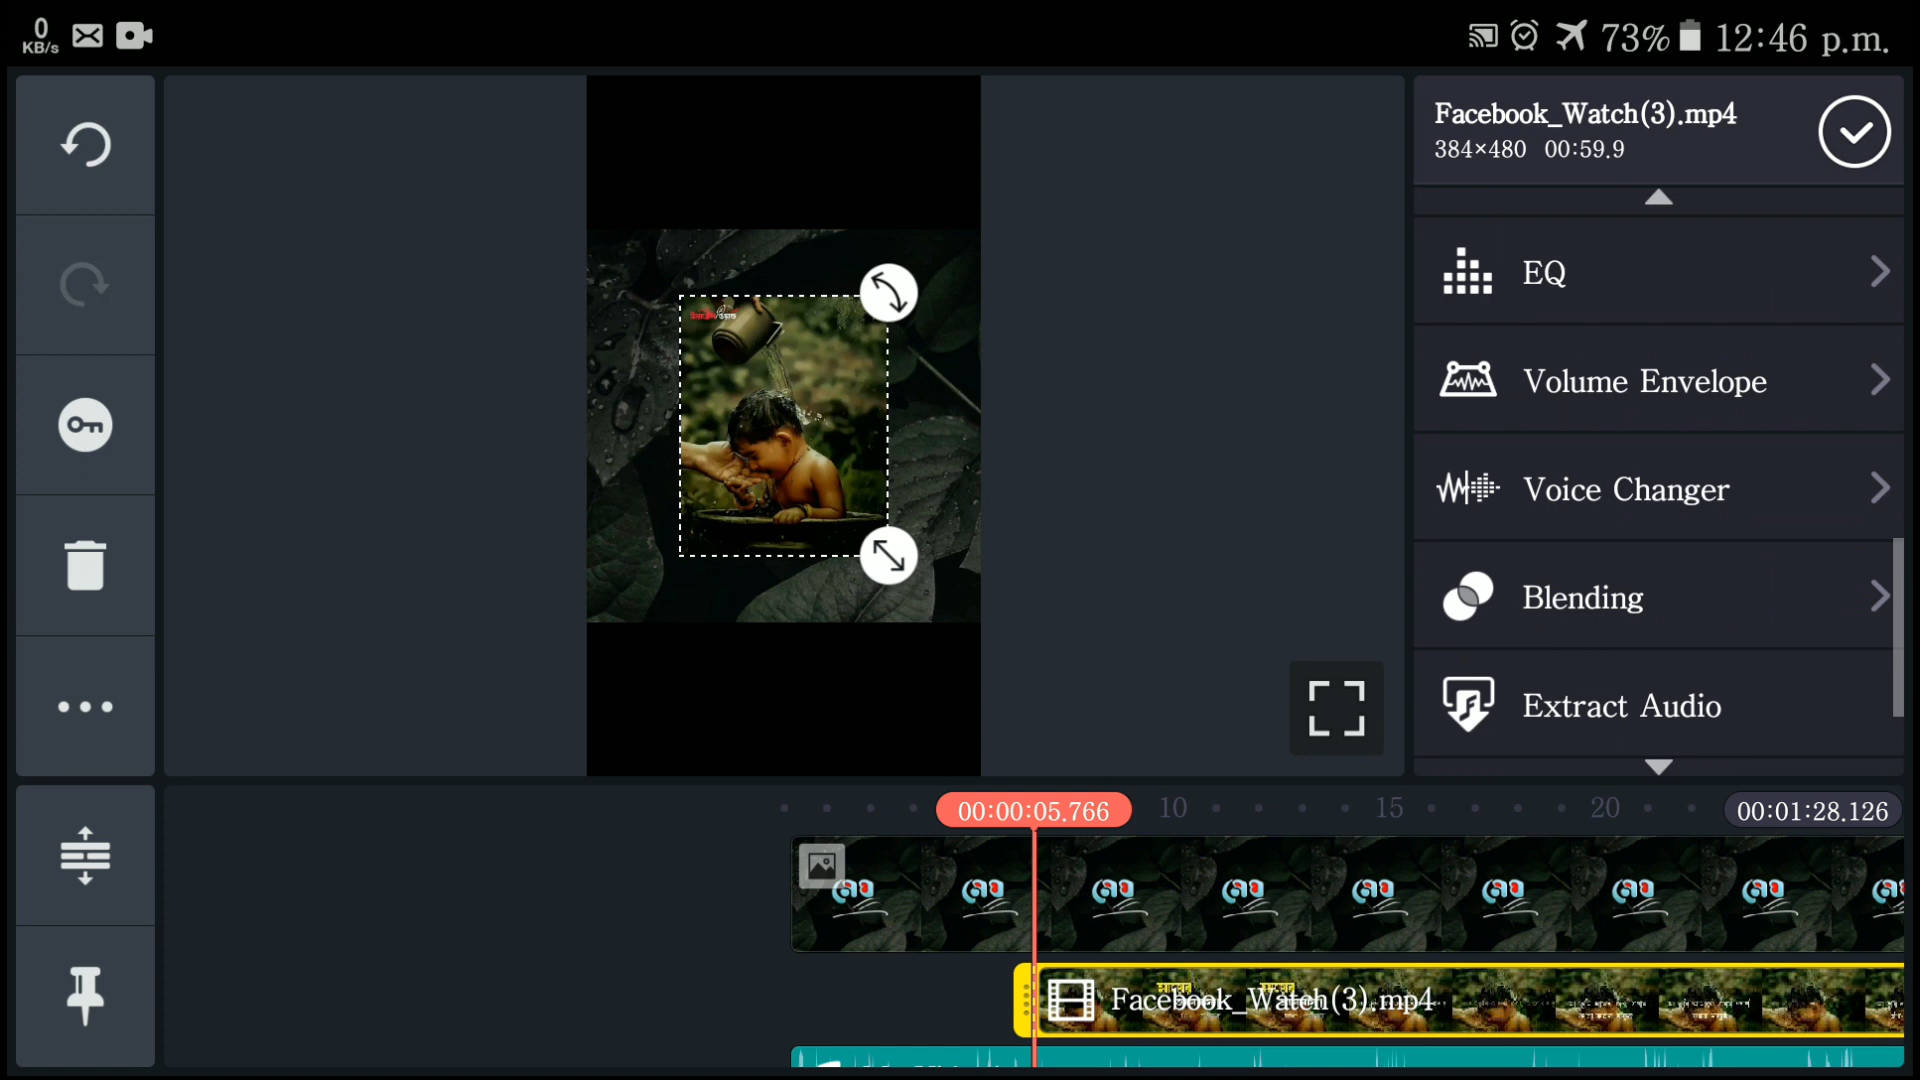 0
KB/s
73%
12:46 p.m.
Facebook_Watch(3).mp4
384×480 00:59.9
EQ
Volume Envelope
Voice Changer
Blending
Extract Audio
00:00:05.766
10
15
20
00:01:28.126
Facebook_Watch(3).mp4